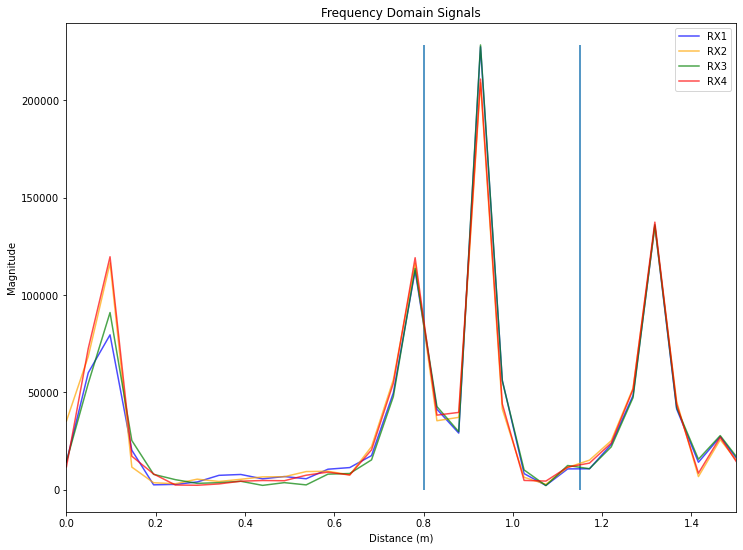 Frequency Domain Signals
RX1
RX2
RX3
RX4
200000
150000
100000
50000
0
Magnitude
0.0 0.2 0.4 0.6 0.8 1.0 1.2 1.4
Distance (m)